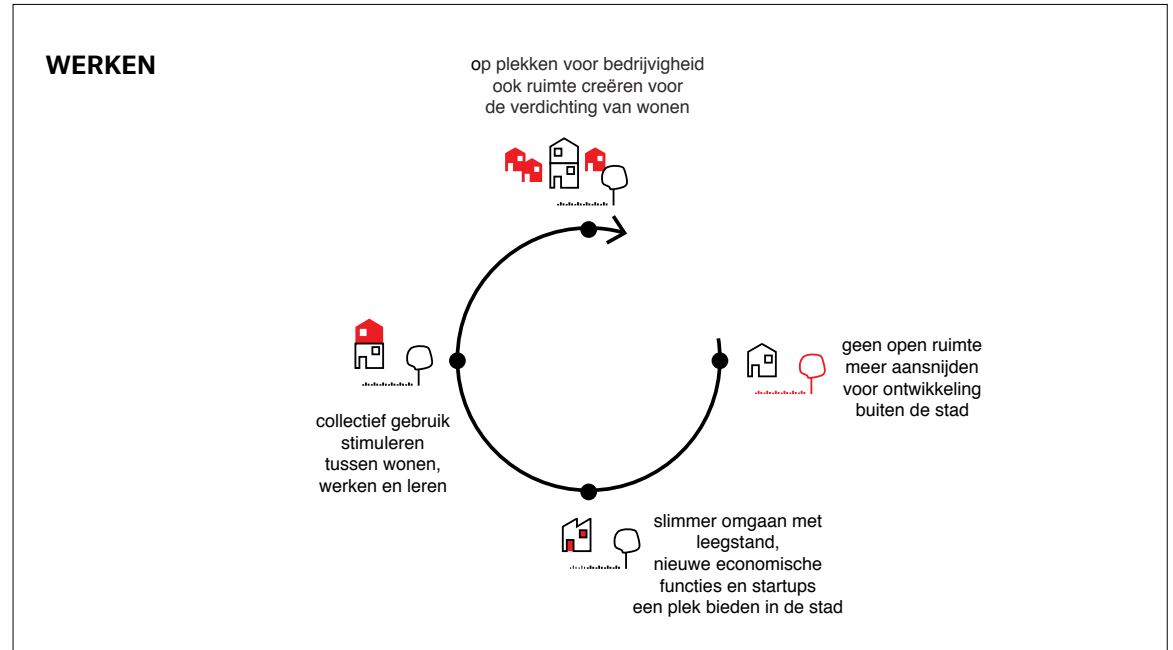 WERKEN
op plekken voor bedrijvigheid
ook ruimte creëren voor
de verdichting van wonen
geen open ruimte
meer aansnijden
voor ontwikkeling
buiten de stad
collectief gebruik
stimuleren
tussen wonen,
werken en leren
slimmer omgaan met
leegstand,
nieuwe economische
functies en startups
een plek bieden in de stad